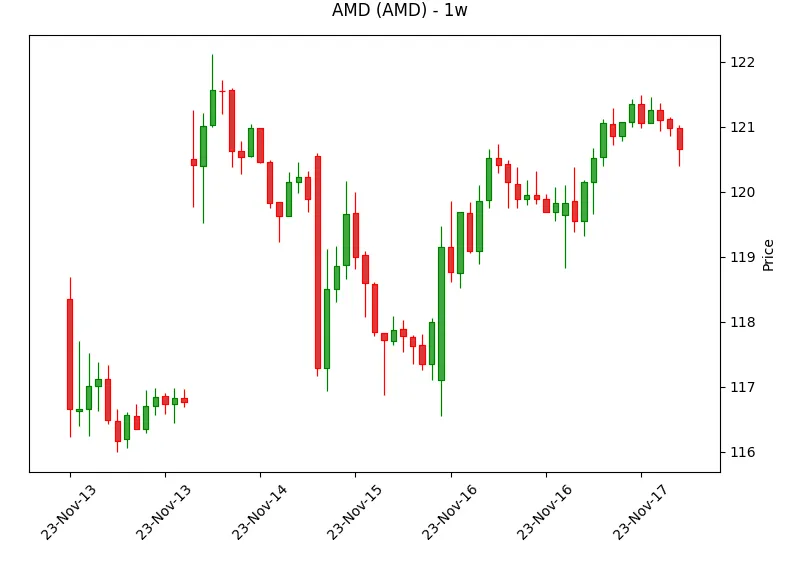 AMD (AMD) - 1w
122
121
120
119
118
117
116
Price
23-Nov-13
23-Nov-13
23-Nov-14
23-Nov-15
23-Nov-16
23-Nov-16
23-Nov-17